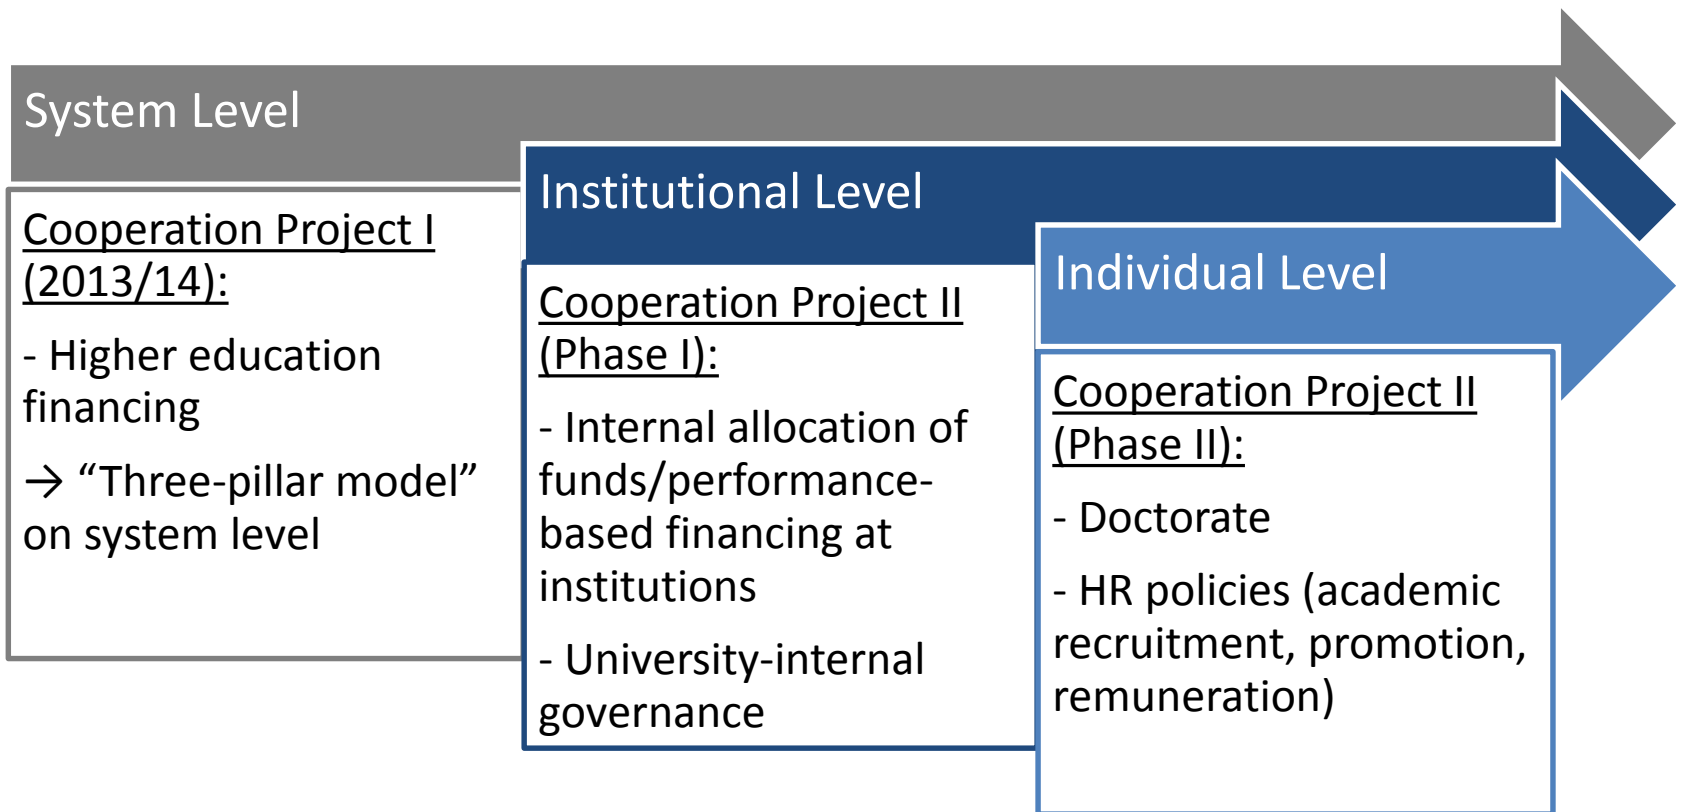 System Level
Cooperation Project I
(2013/14):
- Higher education
financing
→ “Three-pillar model”
on system level
Institutional Level
Cooperation Project II
(Phase I):
- Internal allocation of
funds/performance-
based financing at
institutions
- University-internal
governance
Individual Level
Cooperation Project II
(Phase II):
- Doctorate
- HR policies (academic
recruitment, promotion,
remuneration)